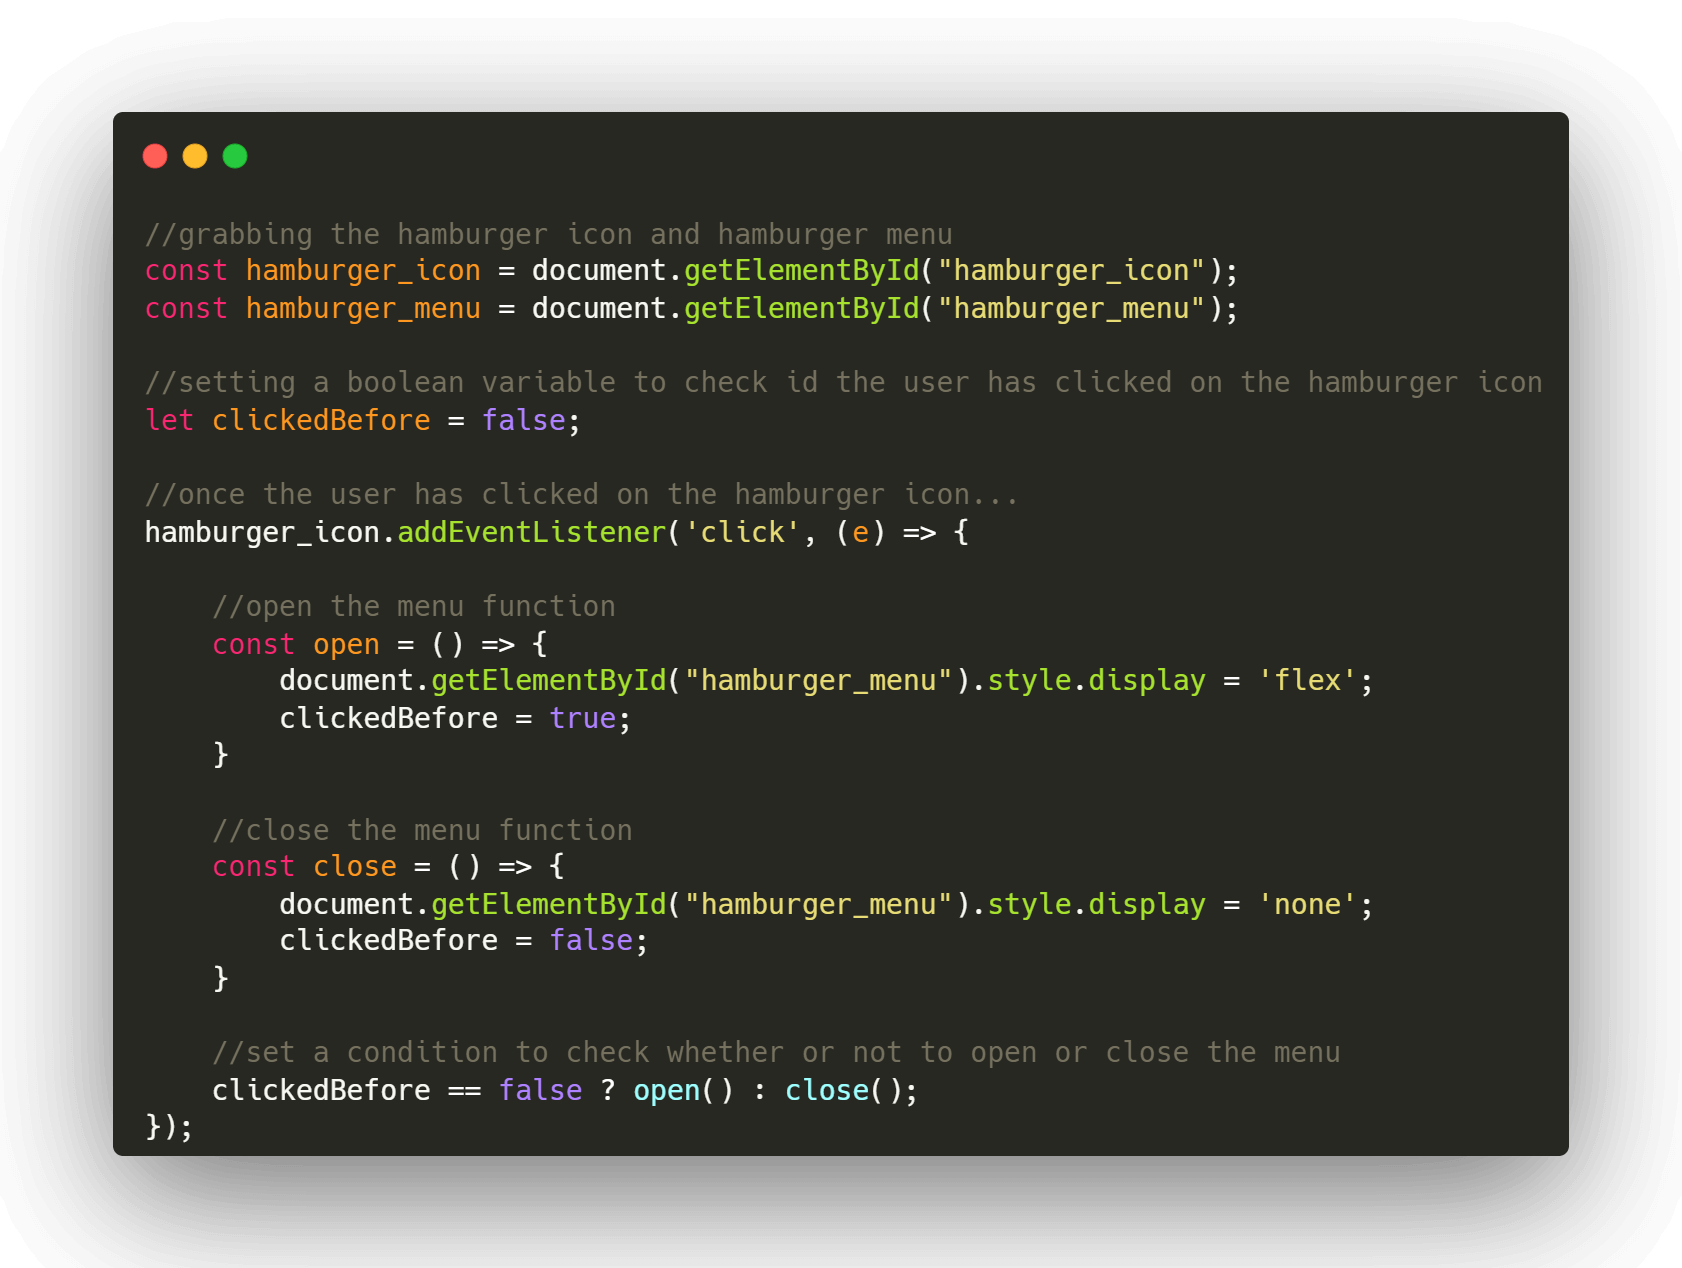 //grabbing the hamburger icon and hamburger menu
const hamburger_icon = document.getElementById("hamburger_icon");
const hamburger_menu = document.getElementById("hamburger_menu");

//setting a boolean variable to check id the user has clicked on the hamburger icon
let clickedBefore = false;

//once the user has clicked on the hamburger icon...
hamburger_icon.addEventListener('click', (e) => {

    //open the menu function
    const open = () => {
        document.getElementById("hamburger_menu").style.display = 'flex';
        clickedBefore = true;
    }

    //close the menu function
    const close = () => {
        document.getElementById("hamburger_menu").style.display = 'none';
        clickedBefore = false;
    }

    //set a condition to check whether or not to open or close the menu
    clickedBefore == false ? open() : close();
});